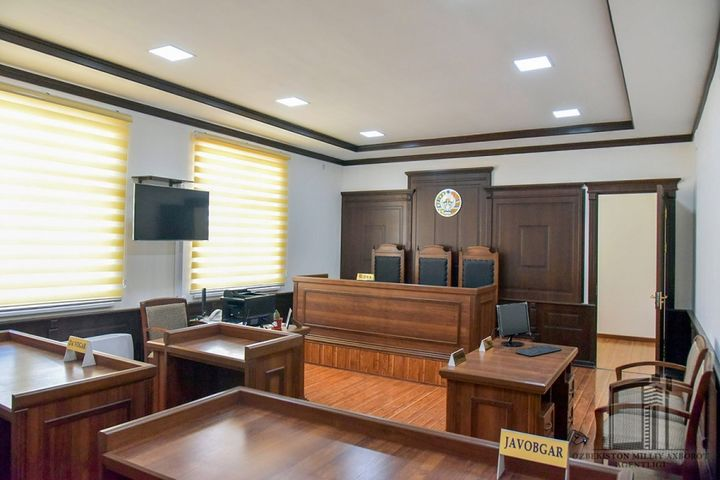 DA'VOGAR
JAVOBGAR
O'ZBEKISTON MILLIY AXBOROT
AGENTLIGI